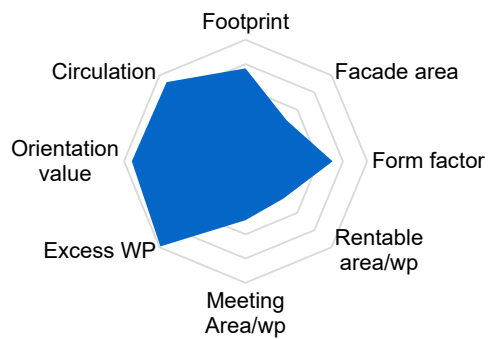 Footprint
Circulation
Facade area
Orientation
value
Form factor
Excess WP
Rentable
area/wp
Meeting
Area/wp